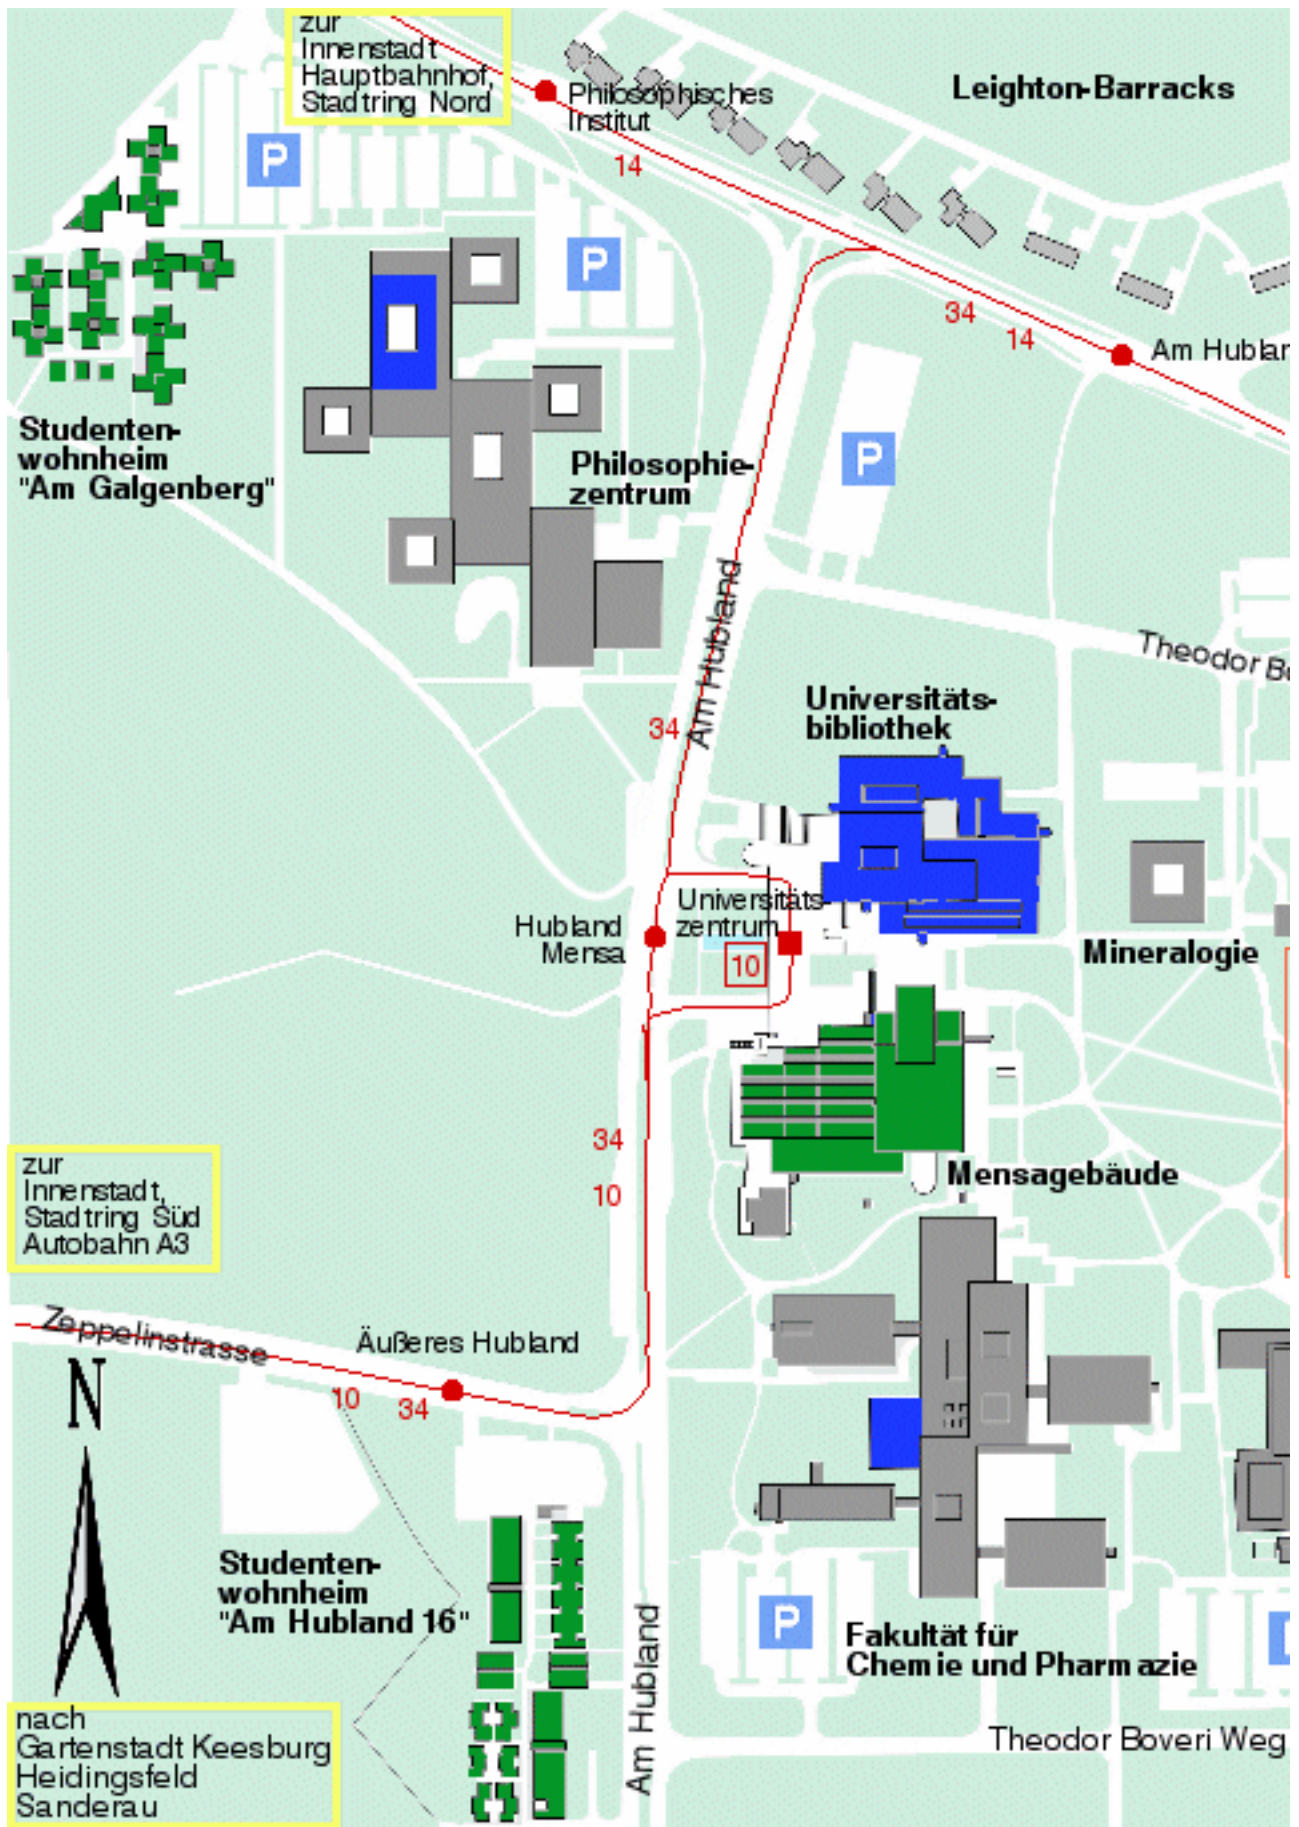 zur
Innenstadt
Hauptbahnhof,
Stadtring Nord
Philosophisches
Institut
Leighton-Barracks
P
14
P
34
14
Am Hublan
Studenten-
wohnheim
"Am Galgenberg"
Philosophie-
zentrum
P
Am Hubland
Theodor Bo
34
Universitäts-
bibliothek
Universitäts-
zentrum
Hubland
Mensa
10
Mineralogie
34
10
Mensagebäude
zur
Innenstadt,
Stadtring Süd
Autobahn A3
Zeppelinstrasse
Äußeres Hubland
10
34
N
Studenten-
wohnheim
"Am Hubland 16"
P
Fakultät für
Chemie und Pharmazie
Am Hubland
Theodor Boveri Weg
nach
Gartenstadt Keesburg
Heidingsfeld
Sanderau